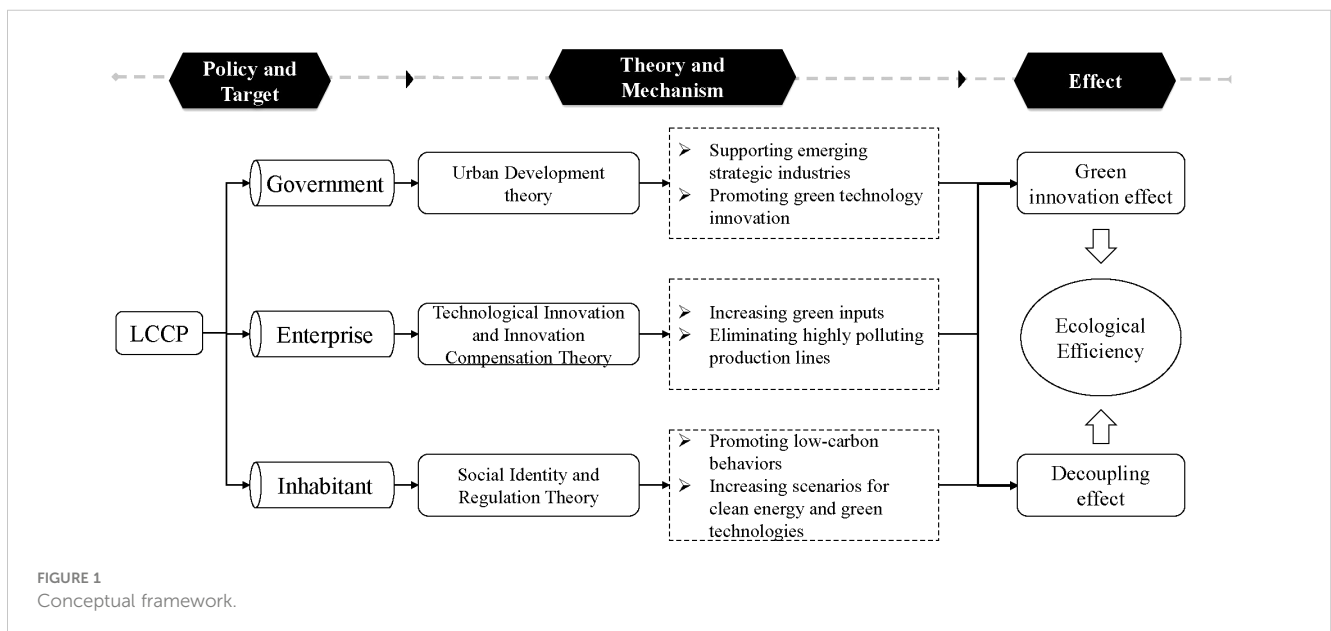 Policy and
Target
Theory and
Mechanism
Effect
LCCP
Government
Urban Development
theory
➢ Supporting emerging
strategic industries
➢ Promoting green technology
innovation
Green
innovation effect
Enterprise
Technological Innovation
and Innovation
Compensation Theory
➢ Increasing green inputs
➢ Eliminating highly polluting
production lines
Ecological
Efficiency
Inhabitant
Social Identity and
Regulation Theory
➢ Promoting low-carbon
behaviors
➢ Increasing scenarios for
clean energy and green
technologies
Decoupling
effect
FIGURE 1
Conceptual framework.